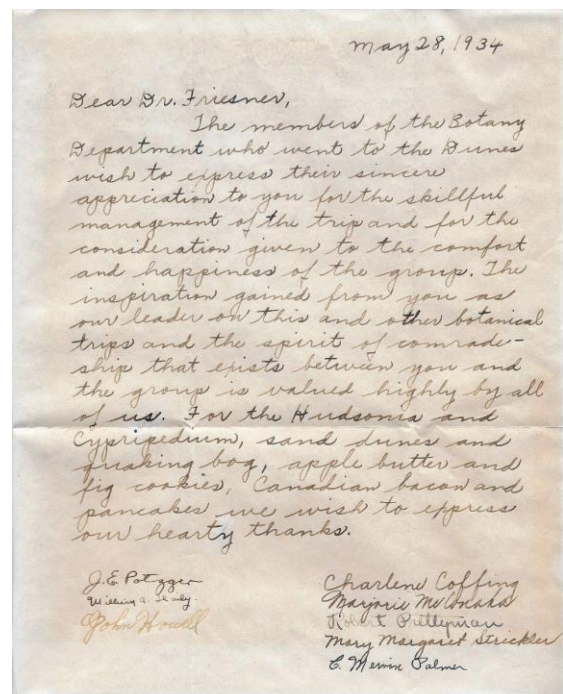 May 28, 1934
Dear Dr. Friesner,
The members of the Botany
Department who went to the Dunes
wish to express their sincere
appreciation to you for the skillful
management of the trip and for the
consideration given to the comfort
and happiness of the group. The
inspiration gained from you as
our leader on this and other botanical
trips and the spirit of comrade-
ship that exists between you and
the group is valued highly by all
of us. For the Hudsonia and
Cypripedium, sand dunes and
quaking bog, apple butter and
fig cookies, Canadian bacon and
pancakes we wish to express
our hearty thanks.
J.E. Potzger
William A.
John Howell
Charlene Coffing
Marjorie
Robert Prettyman
Mary Margaret Strickler
C. Mervin Palmer